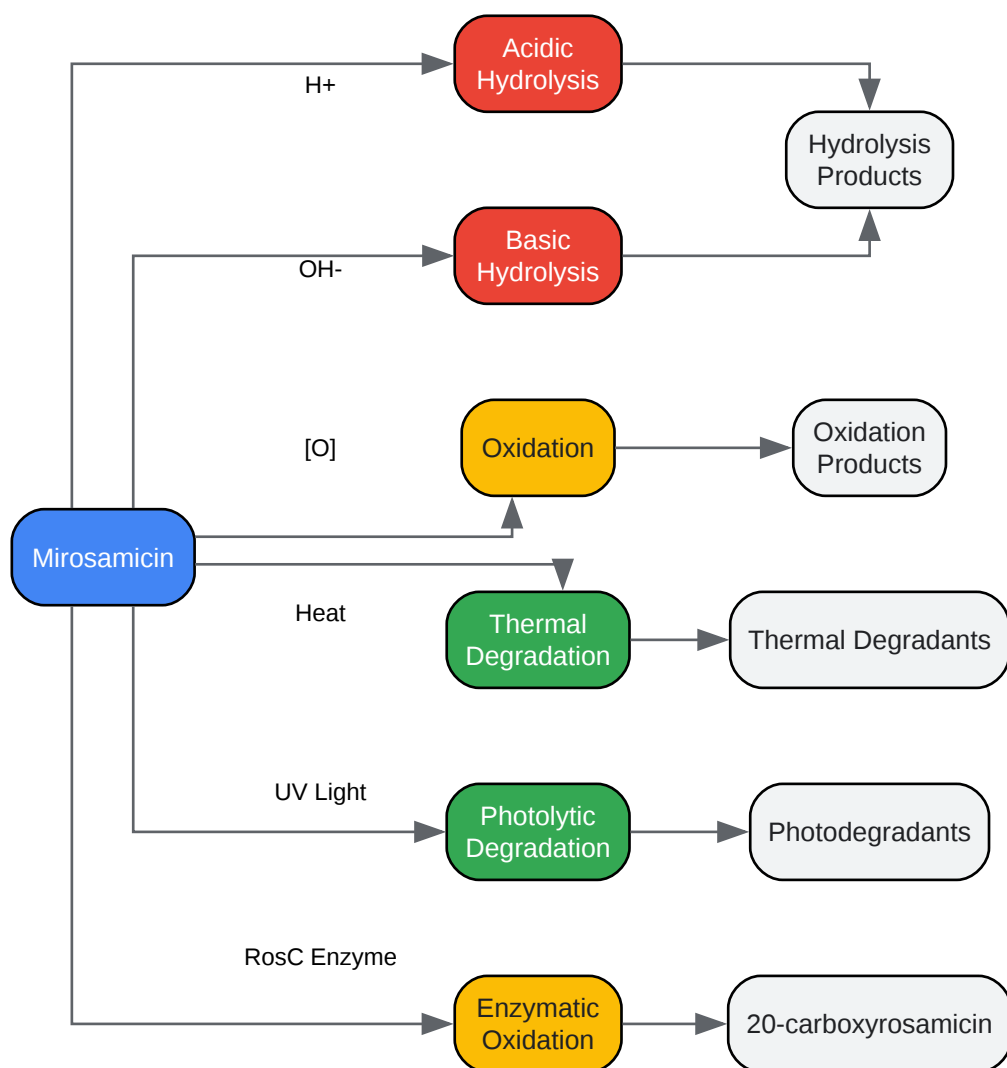 Acidic
Hydrolysis
H+
Hydrolysis
Products
Basic
Hydrolysis
OH-
[O]
Oxidation
Oxidation
Products
Mirosamicin
Heat
Thermal
Degradation
Thermal Degradants
UV Light
Photolytic
Degradation
Photodegradants
RosC Enzyme
Enzymatic
Oxidation
20-carboxyrosamicin